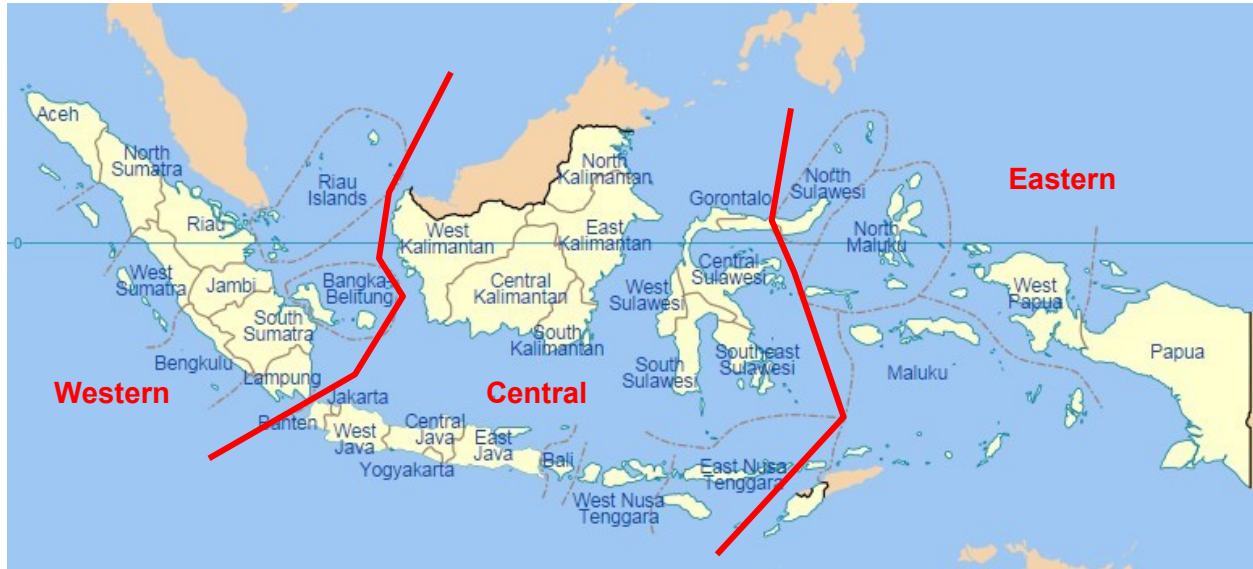 Aceh
North
Sumatra
Riau
Islands
Riau
0
West
Sumatra
Jambi
Bangka-
Belitung
South
Sumatra
Bengkulu
Lampung
Western
North
Kalimantan
West
Kalimantan
East
Kalimantan
Central
Kalimantan
South
Kalimantan
Gorontalo
North
Sulawesi
Central
Sulawesi
West
Sulawesi
South
Sulawesi
Southeast
Sulawesi
Central
Jakarta
Banten
West
Java
Central
Java
Yogyakarta
East
Java
Bali
West Nusa
Tenggara
East Nusa
Tenggara
Eastern
North
Maluku
Maluku
West
Papua
Papua